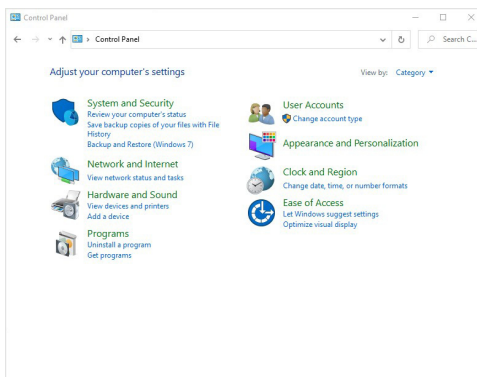 Control Panel
Control Panel
Search C...
Adjust your computer's settings
View by: Category
System and Security
Review your computer's status
Save backup copies of your files with File
History
Backup and Restore (Windows 7)
Network and Internet
View network status and tasks
Hardware and Sound
View devices and printers
Add a device
Programs
Uninstall a program
Get programs
User Accounts
Change account type
Appearance and Personalization
Clock and Region
Change date, time, or number formats
Ease of Access
Let Windows suggest settings
Optimize visual display